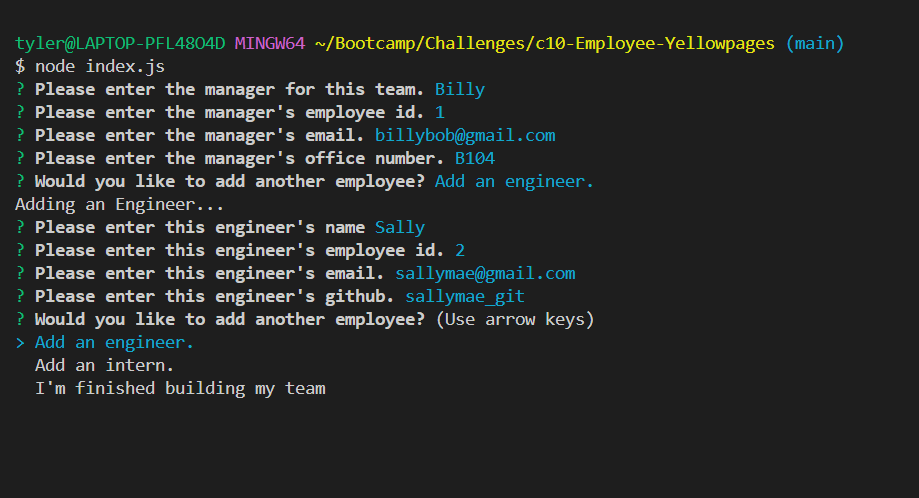 tyler@LAPTOP-PFL48O4D MINGW64 ~/Bootcamp/Challenges/c10-Employee-Yellowpages (main)
$ node index.js
? Please enter the manager for this team. Billy
? Please enter the manager's employee id. 1
? Please enter the manager's email. billybob@gmail.com
? Please enter the manager's office number. B104
? Would you like to add another employee? Add an engineer.
Adding an Engineer...
? Please enter this engineer's name Sally
? Please enter this engineer's employee id. 2
? Please enter this engineer's email. sallymae@gmail.com
? Please enter this engineer's github. sallymae_git
? Would you like to add another employee? (Use arrow keys)
> Add an engineer.
  Add an intern.
  I'm finished building my team